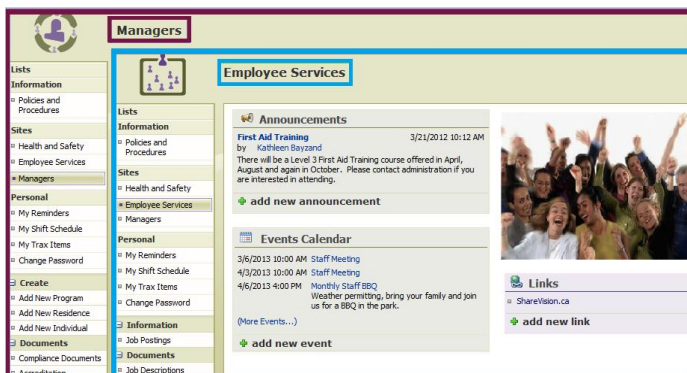 Managers
Lists
Information
Policies and
Procedures
Sites
Health and Safety
Employee Services
Managers
Personal
My Reminders
My Shift Schedule
My Trax Items
Change Password
Create
Add New Program
Add New Residence
Add New Individual
Documents
Compliance Documents
Accreditation
Employee Services
Lists
Information
Policies and
Procedures
Sites
Health and Safety
Employee Services
Managers
Personal
My Reminders
My Shift Schedule
My Trax Items
Change Password
Information
Job Postings
Documents
Job Descriptions
Announcements
First Aid Training 3/21/2012 10:12 AM
by Kathleen Bayzand
There will be a Level 3 First Aid Training course offered in April,
August and again in October. Please contact administration if you
are interested in attending.
add new announcement
Events Calendar
3/6/2013 10:00 AM Staff Meeting
4/3/2013 10:00 AM Staff Meeting
4/6/2013 4:00 PM Monthly Staff BBQ
Weather permitting, bring your family and join
us for a BBQ in the park.
(More Events...)
add new event
Links
ShareVision.ca
add new link